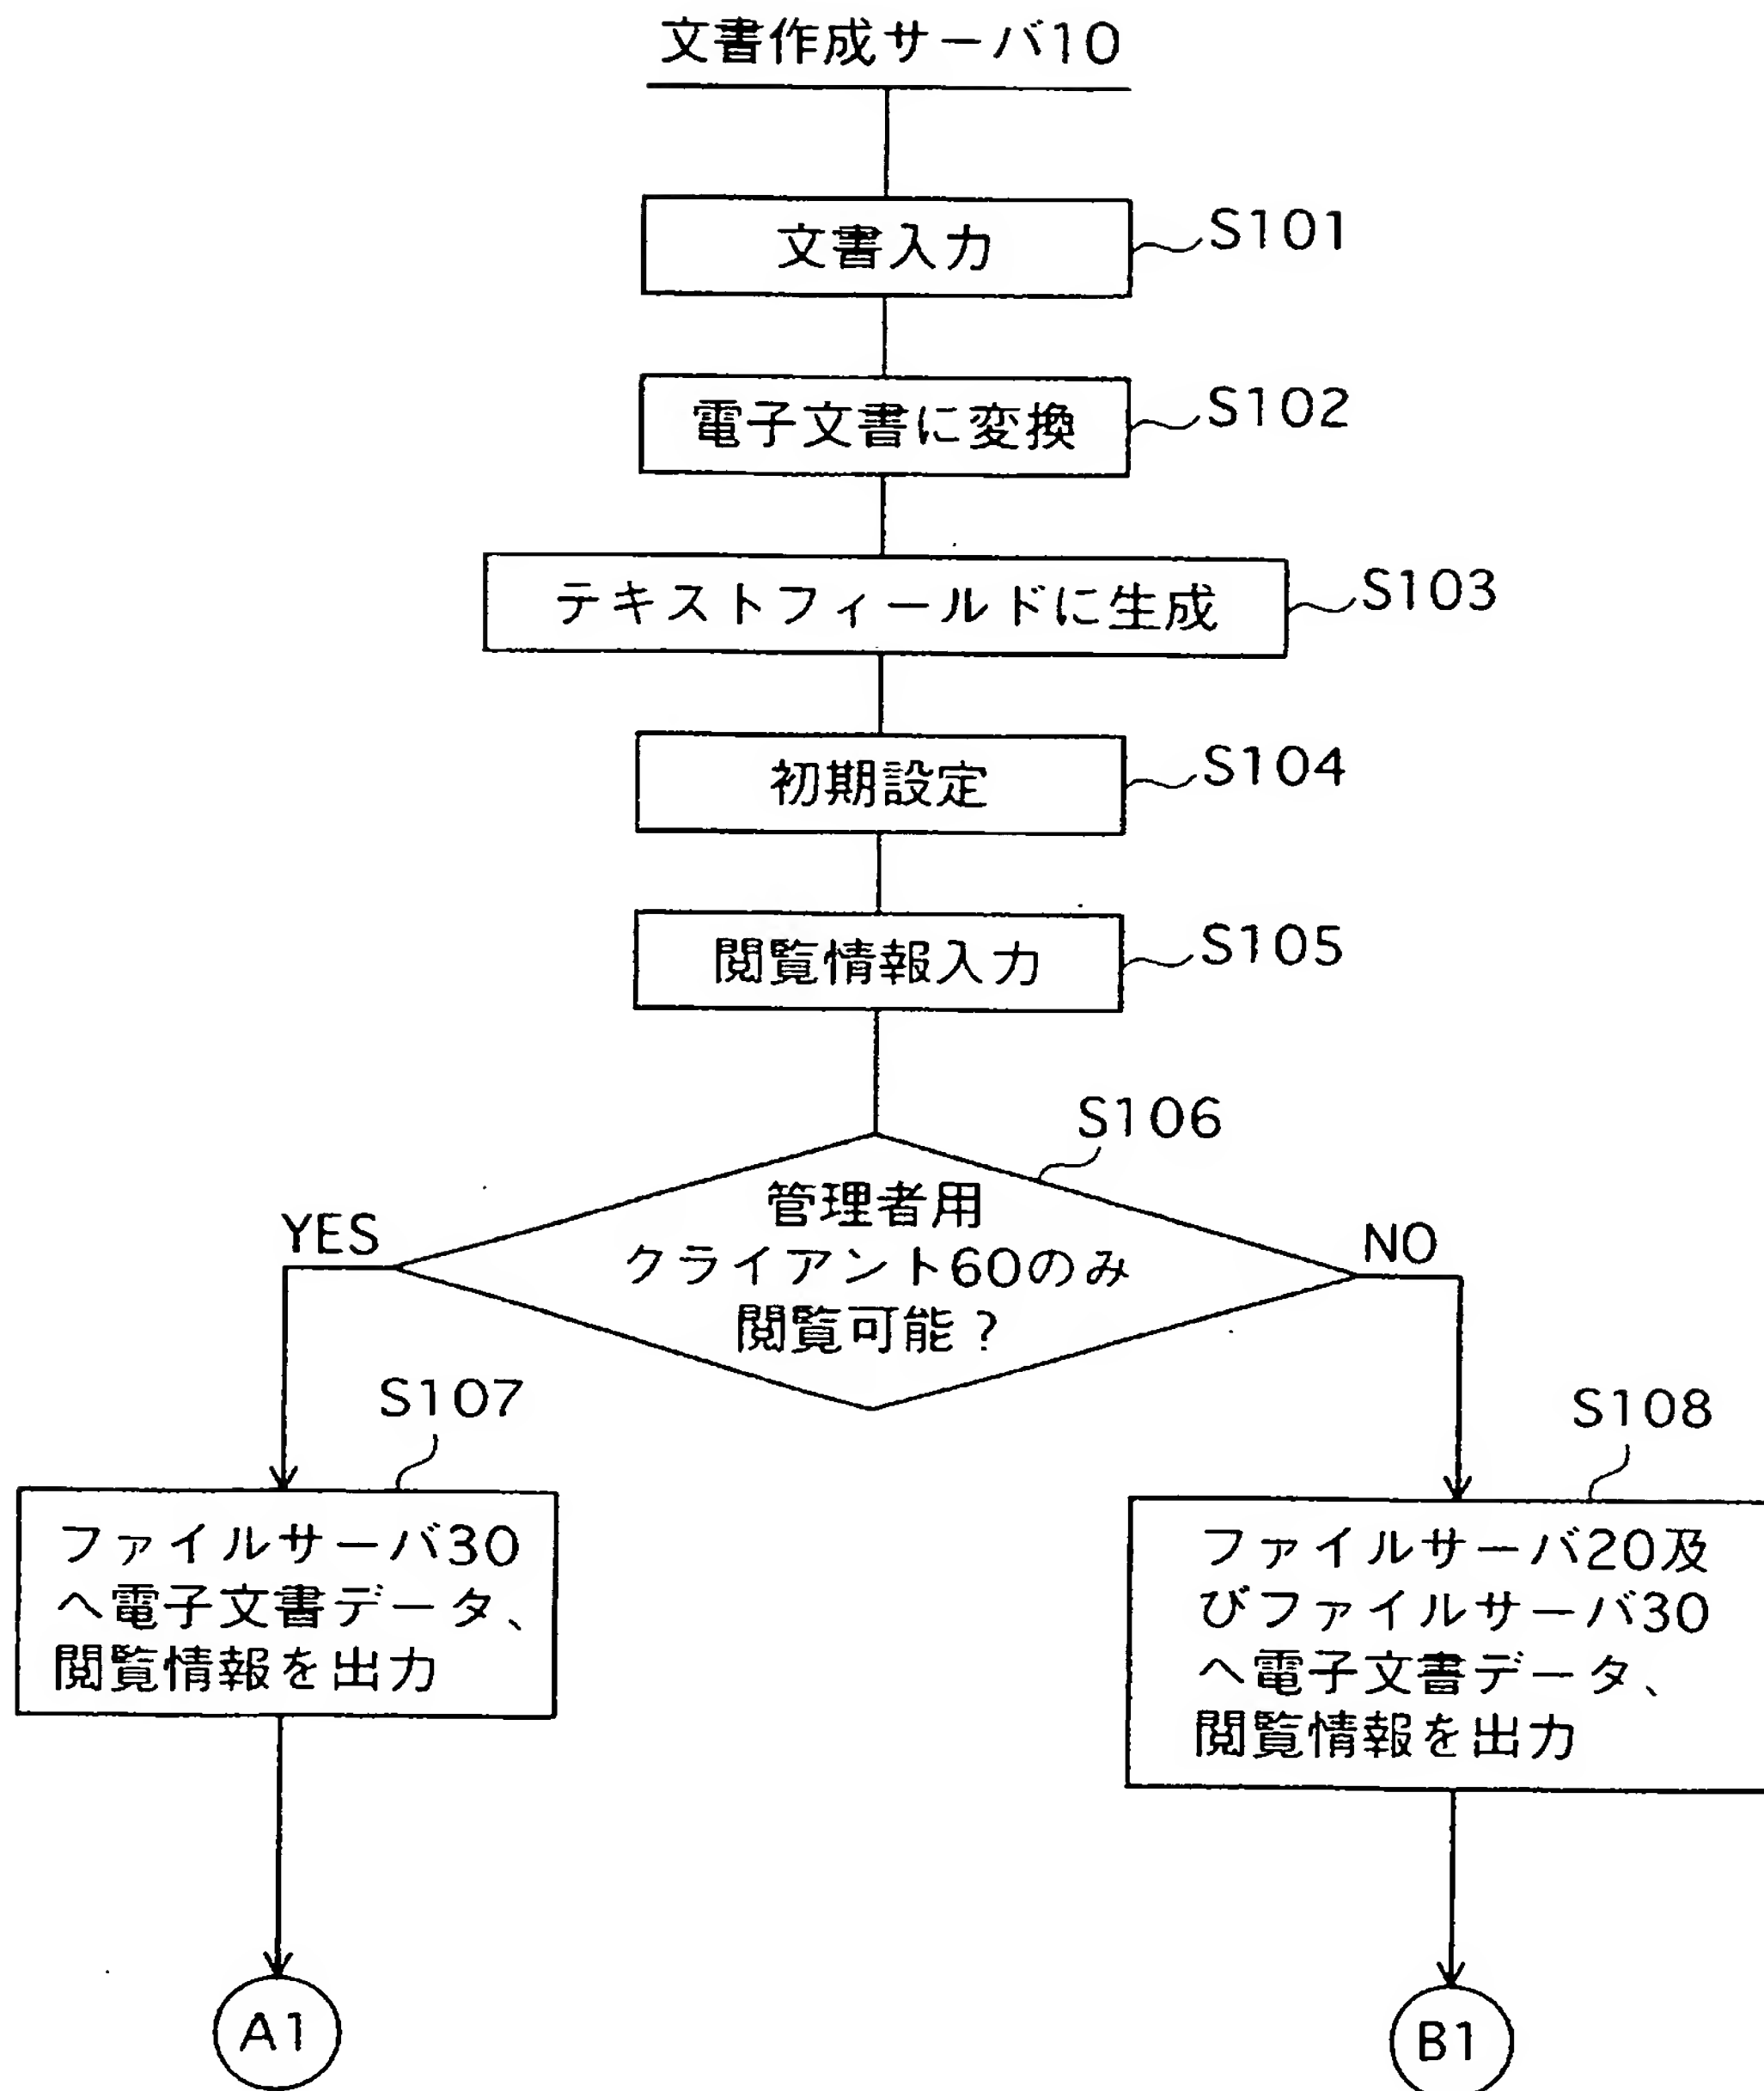 文書作成サーバ10
文書入力
S101
電子文書に変換
S102
テキストフィールドに生成
S103
初期設定
S104
閲覧情報入力
S105
S106
管理者用
クライアント60のみ
閲覧可能？
YES
NO
S107
ファイルサーバ30
へ電子文書データ、
閲覧情報を出力
S108
ファイルサーバ20及
びファイルサーバ30
へ電子文書データ、
閲覧情報を出力
A1
B1